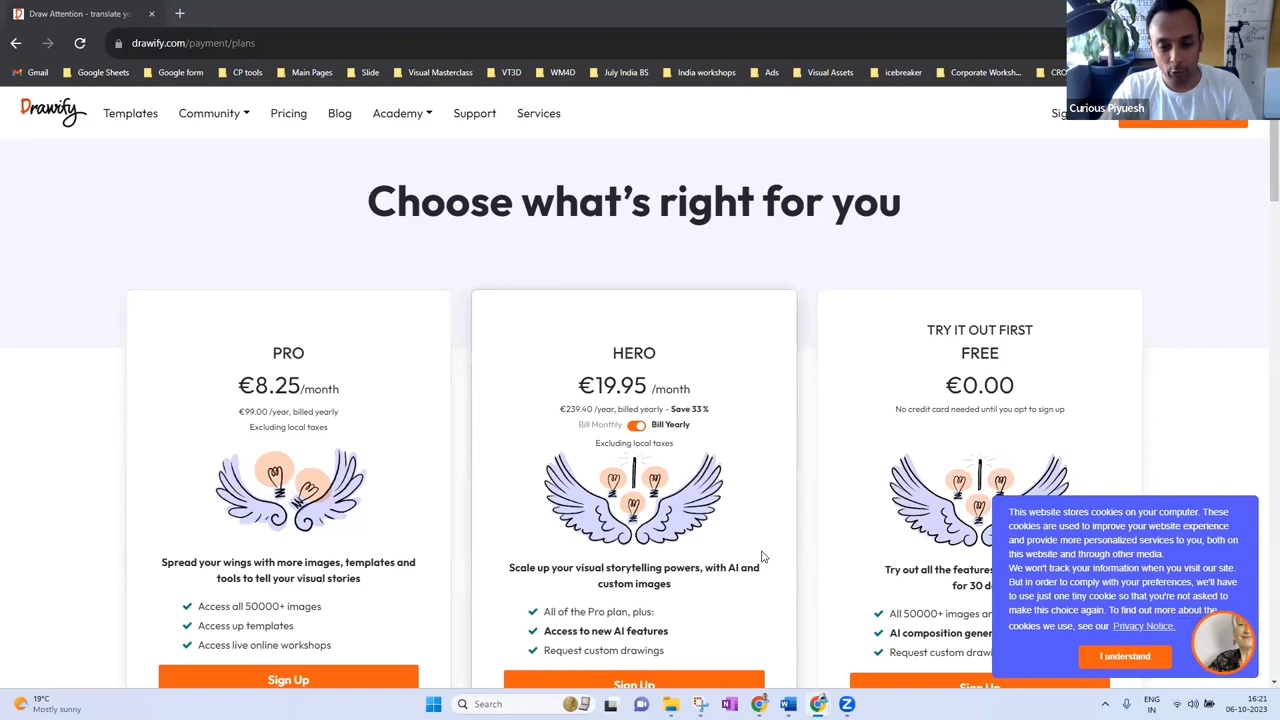 Draw Attention - translate yo
drawify.com/payment/plans
Gmail
Google Sheets
Google form
CP tools
Main Pages
Slide
Visual Masterclass
VT3D
WM4D
July India BS
India workshops
Ads
Visual Assets
icebreaker
Corporate Worksh...
CRO
Curious Piyuesh
Drawify
Templates
Community
Pricing
Blog
Academy
Support
Services
Choose what's right for you
PRO
€8.25/month
€99.00 /year, billed yearly
Excluding local taxes
Spread your wings with more images, templates and
tools to tell your visual stories
Access all 50000+ images
Access up templates
Access live online workshops
Sign Up
HERO
€19.95 /month
€239.40 /year, billed yearly - Save 33 %
Bill Monthly Bill Yearly
Excluding local taxes
Scale up your visual storytelling powers, with AI and
custom images
All of the Pro plan, plus:
Access to new AI features
Request custom drawings
Sign Up
TRY IT OUT FIRST
FREE
€0.00
No credit card needed until you opt to sign up
Try out all the features
for 30 d
All 50000+ images an
AI composition gener
Request custom drawi
Sign Up
This website stores cookies on your computer. These
cookies are used to improve your website experience
and provide more personalized services to you, both on
this website and through other media.
We won't track your information when you visit our site.
But in order to comply with your preferences, we'll have
to use just one tiny cookie so that you're not asked to
make this choice again. To find out more about the
cookies we use, see our Privacy Notice.
I understand
19°C
Mostly sunny
Search
ENG
IN
16:21
06-10-2023